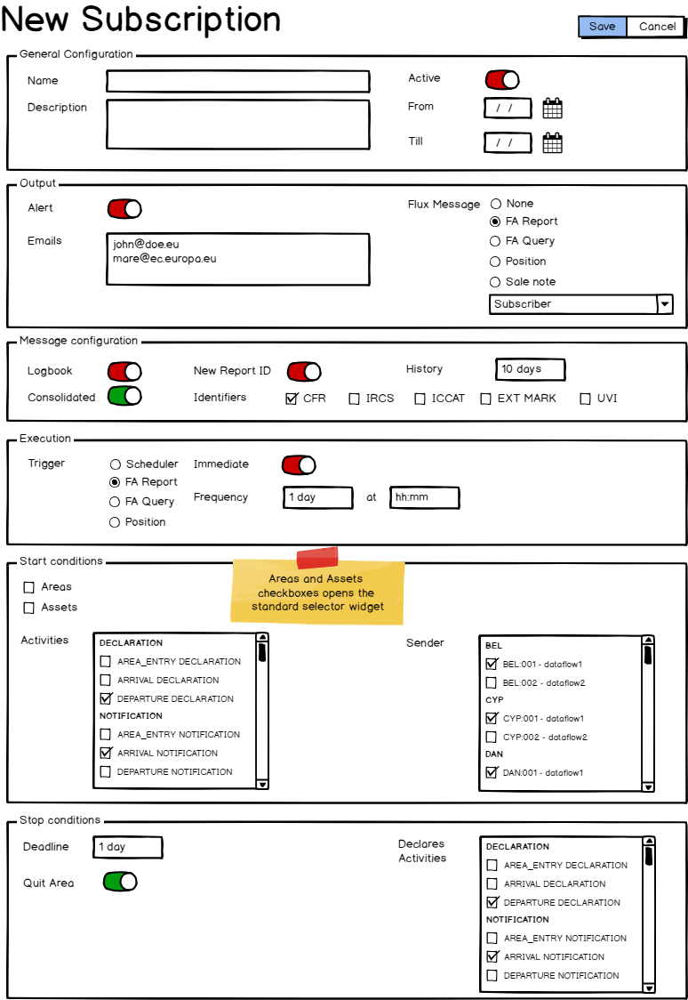 New Subscription
Save Cancel
General Configuration
Name
Description
Active
From / /
Till / /
Output
Alert
Emails
john@doe.eu
mare@ec.europa.eu
Flux Message
None
FA Report
FA Query
Position
Sale note
Subscriber
Message configuration
Logbook New Report ID History 10 days
Consolidated Identifiers CFR IRCS ICCAT EXT MARK UVI
Execution
Trigger
Scheduler
FA Report
FA Query
Position
Immediate
Frequency 1 day at hh:mm
Start conditions
Areas
Assets
Areas and Assets
checkboxes opens the
standard selector widget
Activities
DECLARATION
AREA_ENTRY DECLARATION
ARRIVAL DECLARATION
DEPARTURE DECLARATION
NOTIFICATION
AREA_ENTRY NOTIFICATION
ARRIVAL NOTIFICATION
DEPARTURE NOTIFICATION
Sender
BEL
BEL:001 - dataflow1
BEL:002 - dataflow2
CYP
CYP:001 - dataflow1
CYP:002 - dataflow2
DAN
DAN:001 - dataflow1
Stop conditions
Deadline 1 day
Quit Area
Declares
Activities
DECLARATION
AREA_ENTRY DECLARATION
ARRIVAL DECLARATION
DEPARTURE DECLARATION
NOTIFICATION
AREA_ENTRY NOTIFICATION
ARRIVAL NOTIFICATION
DEPARTURE NOTIFICATION